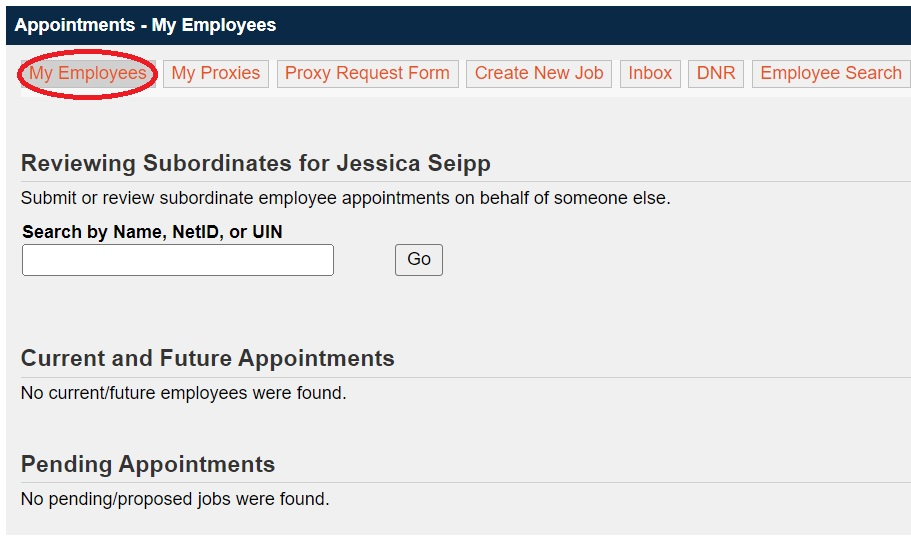 Appointments - My Employees
My Employees My Proxies Proxy Request Form Create New Job Inbox DNR Employee Search
Reviewing Subordinates for Jessica Seipp
Submit or review subordinate employee appointments on behalf of someone else.
Search by Name, NetID, or UIN
Go
Current and Future Appointments
No current/future employees were found.
Pending Appointments
No pending/proposed jobs were found.